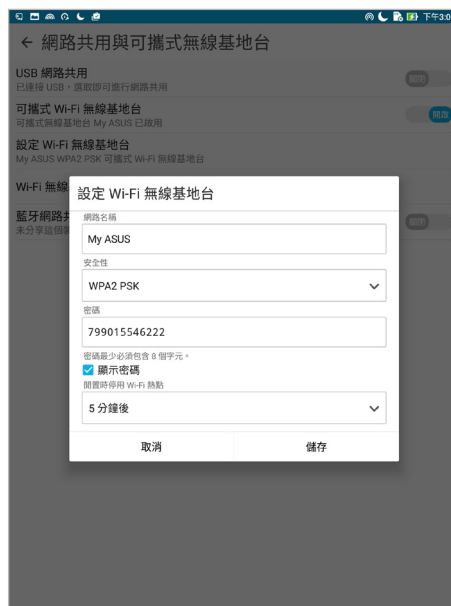 下午3:0
網路共用與可攜式無線基地台
USB 網路共用
已連接 USB，選取即可進行網路共用
關閉
可攜式 Wi-Fi 無線基地台
可攜式無線基地台 My ASUS 已啟用
開啟
設定 Wi-Fi 無線基地台
My ASUS WPA2 PSK 可攜式 Wi-Fi 無線基地台
Wi-Fi 無線
藍牙網路共
未分享這個裝
關閉
設定 Wi-Fi 無線基地台
網路名稱
My ASUS
安全性
WPA2 PSK
密碼
799015546222
密碼最少必須包含 8 個字元。
顯示密碼
閒置時停用 Wi-Fi 熱點
5 分鐘後
取消
儲存